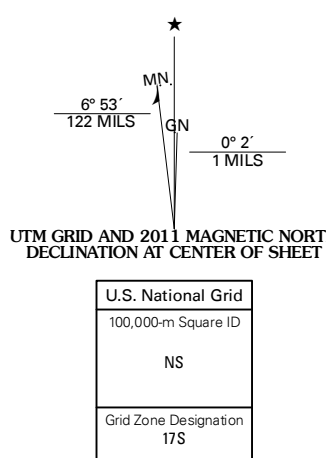 ★
MN.
6° 53´
122 MILS
GN
0° 2´
1 MILS
UTM GRID AND 2011 MAGNETIC NORT
DECLINATION AT CENTER OF SHEET
U.S. National Grid
100,000-m Square ID
NS
Grid Zone Designation
17S